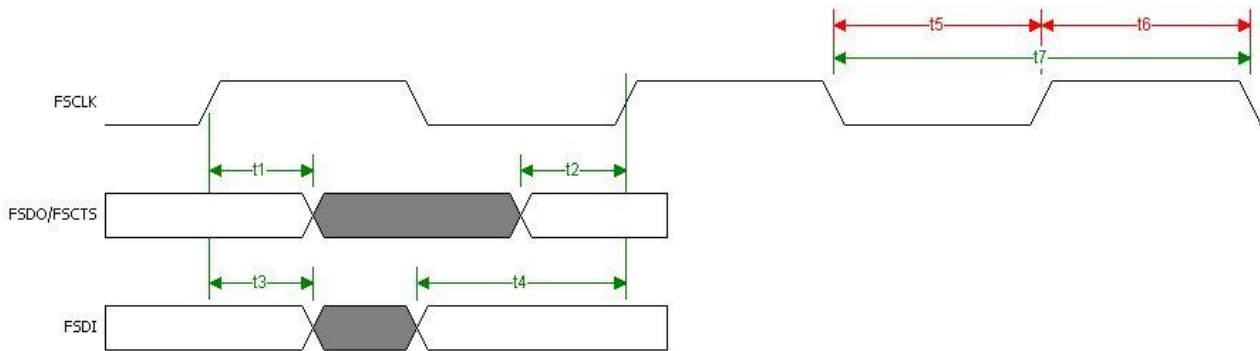 t5
t6
t7
FSCLK
t1
t2
FSDO/FSCTS
t3
t4
FSDI